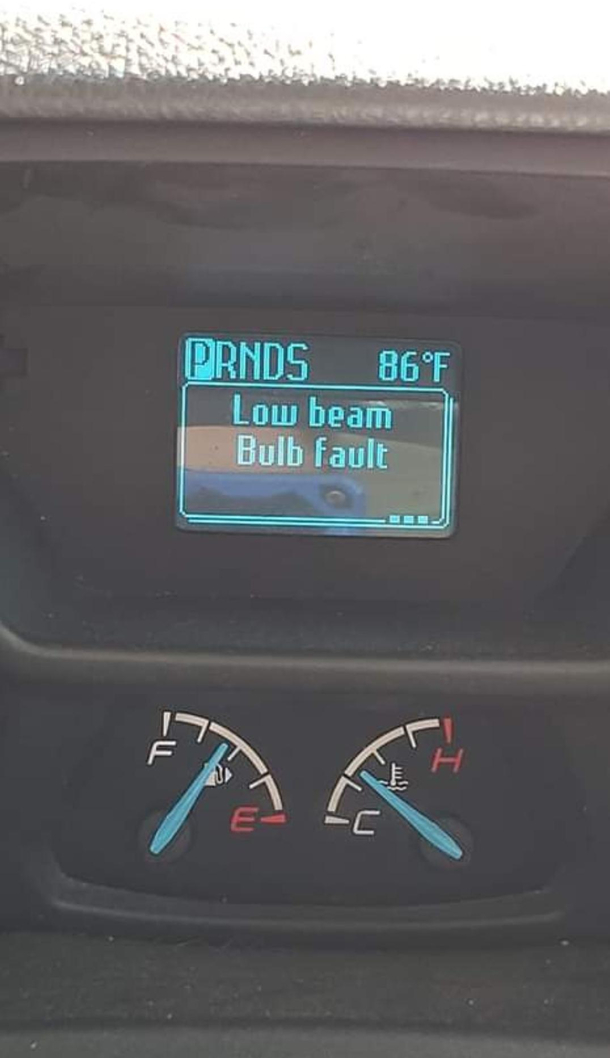 PRNDS 86°F
Low beam
Bulb fault
F E C H